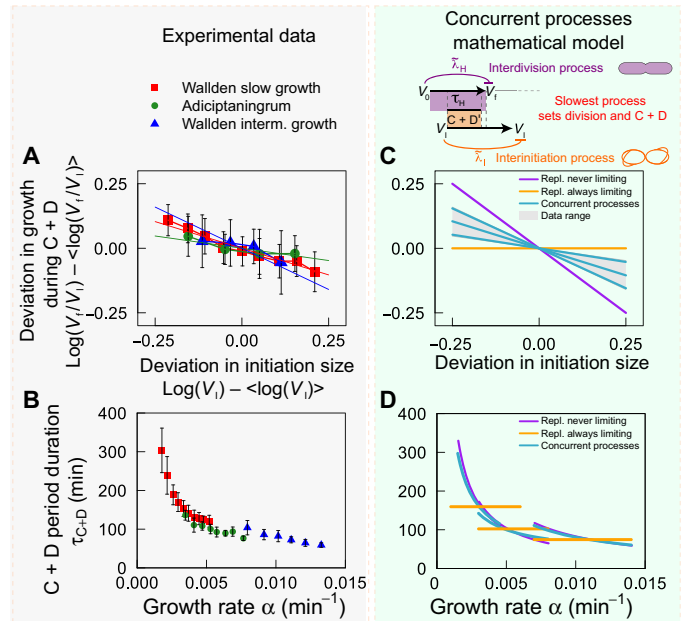 Experimental data
Wallden slow growth
Adiciptaningrum
Wallden interm. growth
A
Deviation in growth
during C + D
Log(Vf/VI) – <log(Vf/VI)>
0.25
0.00
−0.25
−0.25
0.00
0.25
Deviation in initiation size
Log(VI) – <log(VI)>
B
C + D period duration
τC+D (min)
400
300
200
100
0
0.000
0.005
0.010
0.015
Growth rate α (min−1)
Concurrent processes
mathematical model
λ̃H
Interdivision process
V0
Vf
τH
C + D'
Slowest process
sets division and C + D
VI
VI
λ̃I
Interinitiation process
C
Repl. never limiting
Repl. always limiting
Concurrent processes
Data range
0.25
0.00
−0.25
−0.25
0.00
0.25
Deviation in initiation size
D
Repl. never limiting
Repl. always limiting
Concurrent processes
400
300
200
100
0
0.000
0.005
0.010
0.015
Growth rate α (min−1)